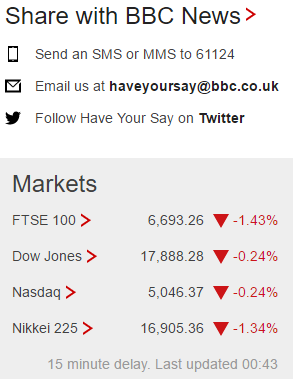 Share with BBC News
Send an SMS or MMS to 61124
Email us at haveyoursay@bbc.co.uk
Follow Have Your Say on Twitter
Markets
FTSE 100 6,693.26 -1.43%
Dow Jones 17,888.28 -0.24%
Nasdaq 5,046.37 -0.24%
Nikkei 225 16,905.36 -1.34%
15 minute delay. Last updated 00:43